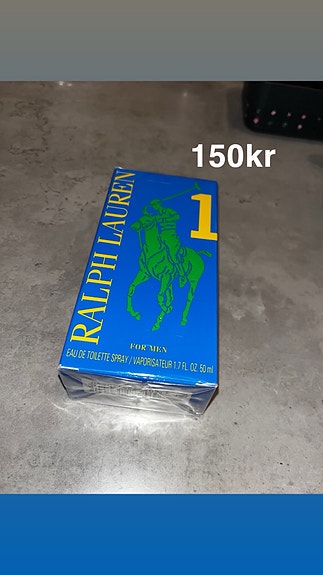 150kr
RALPH LAUREN
1
FOR MEN
EAU DE TOILETTE SPRAY / VAPORISATEUR 1.7 FL. OZ. 50 ml